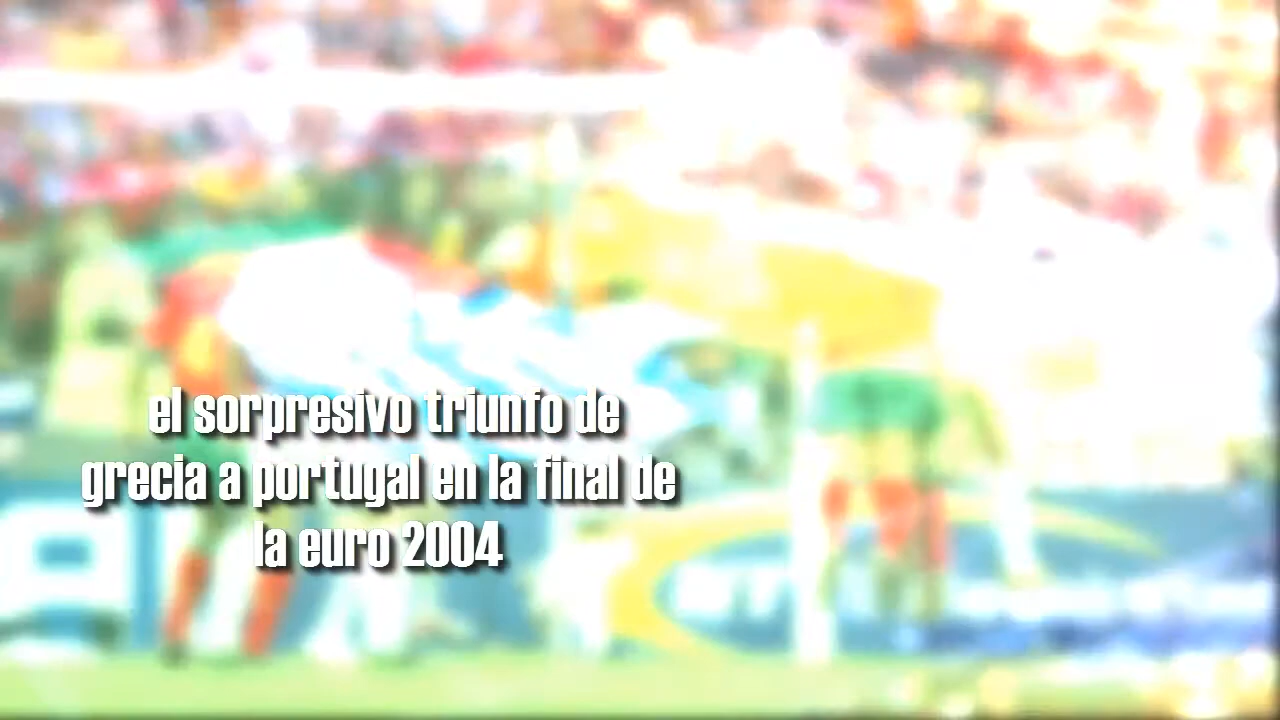 el sorpresivo triunfo de
grecia a portugal en la final de
la euro 2004